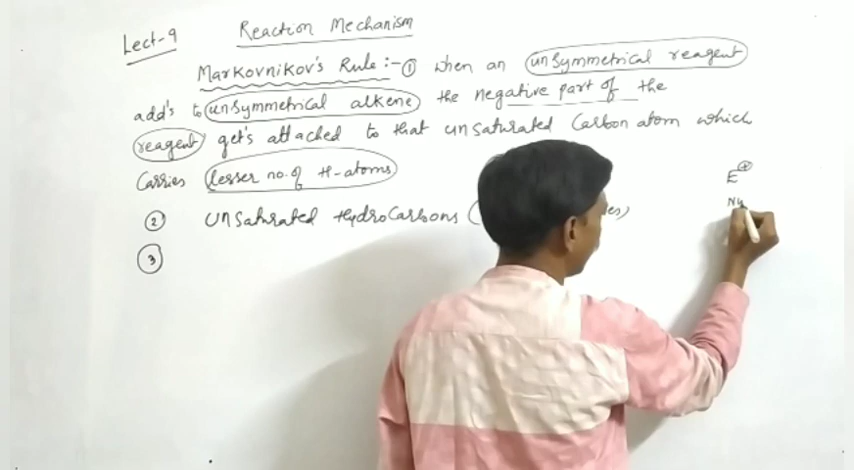 Lect-9 Reaction Mechanism
Markovnikov's Rule :- ① when an unsymmetrical reagent
add's to unsymmetrical alkene the negative part of the
reagent get's attached to that unsaturated Carbon atom which
Carries lesser no. of H-atoms
E⊕
② unsaturated Hydrocarbons (
Nu
③